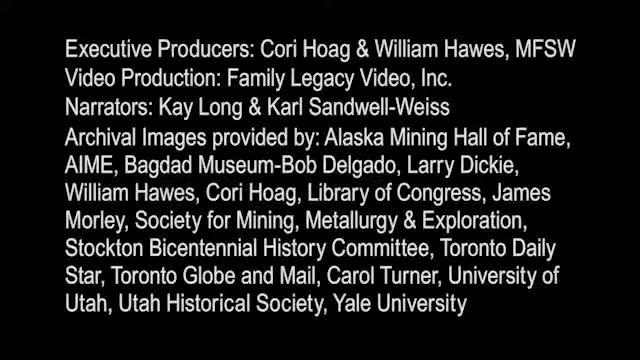 Executive Producers: Cori Hoag & William Hawes, MFSW
Video Production: Family Legacy Video, Inc.
Narrators: Kay Long & Karl Sandwell-Weiss
Archival Images provided by: Alaska Mining Hall of Fame,
AIME, Bagdad Museum-Bob Delgado, Larry Dickie,
William Hawes, Cori Hoag, Library of Congress, James
Morley, Society for Mining, Metallurgy & Exploration,
Stockton Bicentennial History Committee, Toronto Daily
Star, Toronto Globe and Mail, Carol Turner, University of
Utah, Utah Historical Society, Yale University